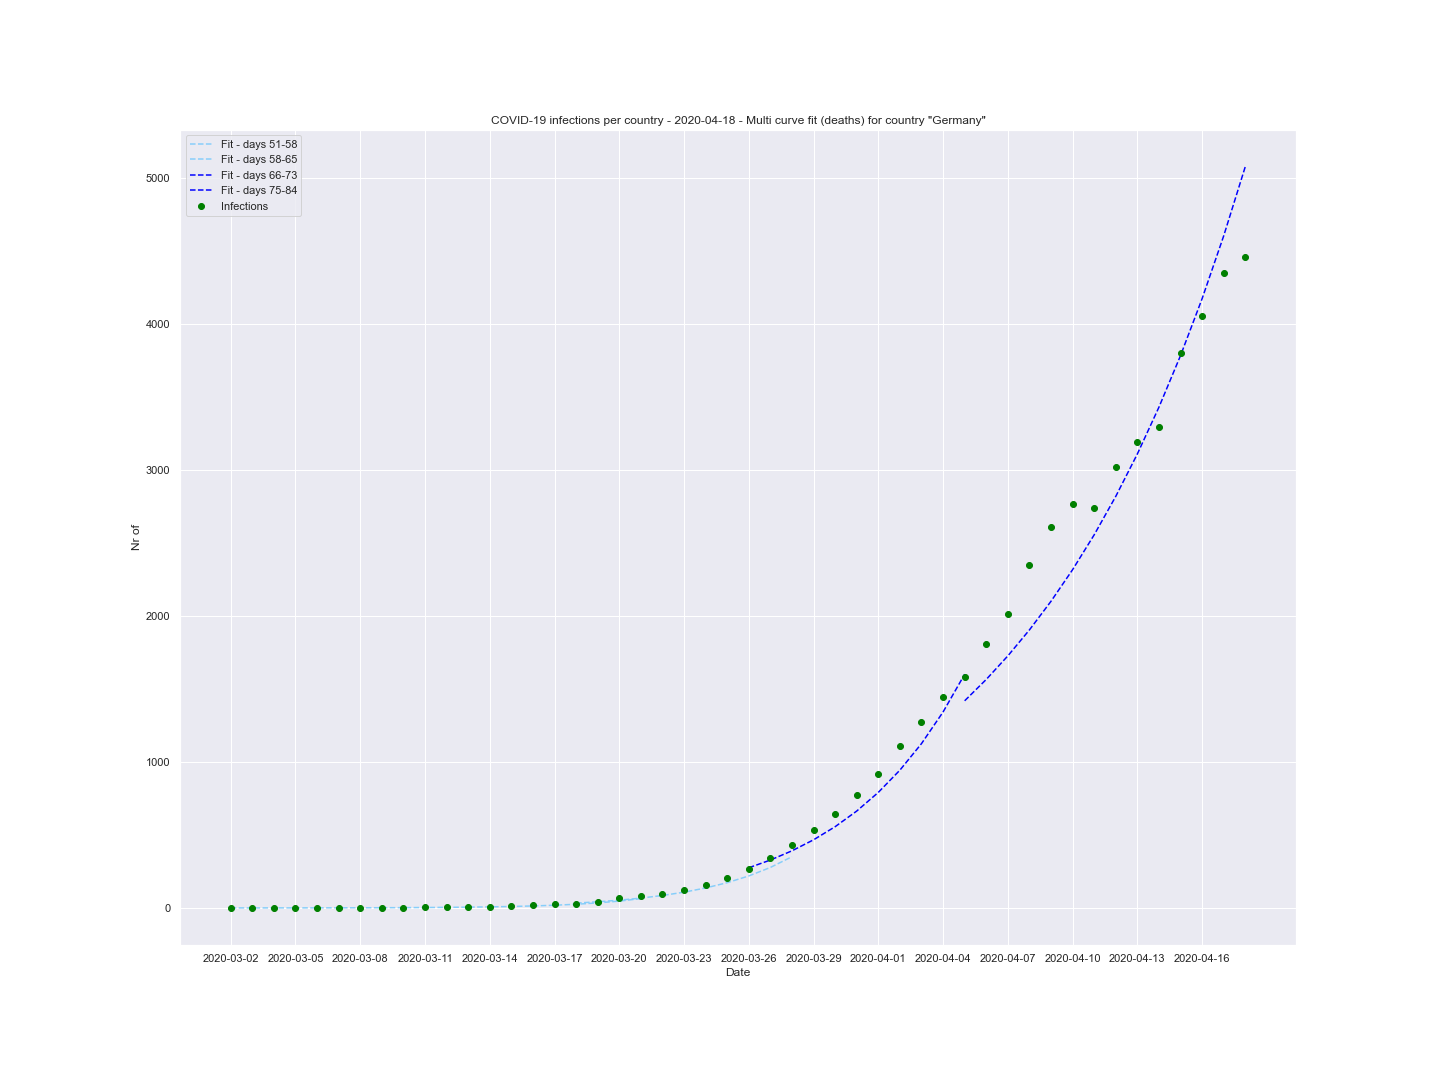 COVID-19 infections per country - 2020-04-18 - Multi curve fit (deaths) for country "Germany"
Fit - days 51-58
Fit - days 58-65
Fit - days 66-73
Fit - days 75-84
Infections
5000
4000
3000
2000
1000
0
Nr of
2020-03-02 2020-03-05 2020-03-08 2020-03-11 2020-03-14 2020-03-17 2020-03-20 2020-03-23 2020-03-26 2020-03-29 2020-04-01 2020-04-04 2020-04-07 2020-04-10 2020-04-13 2020-04-16
Date